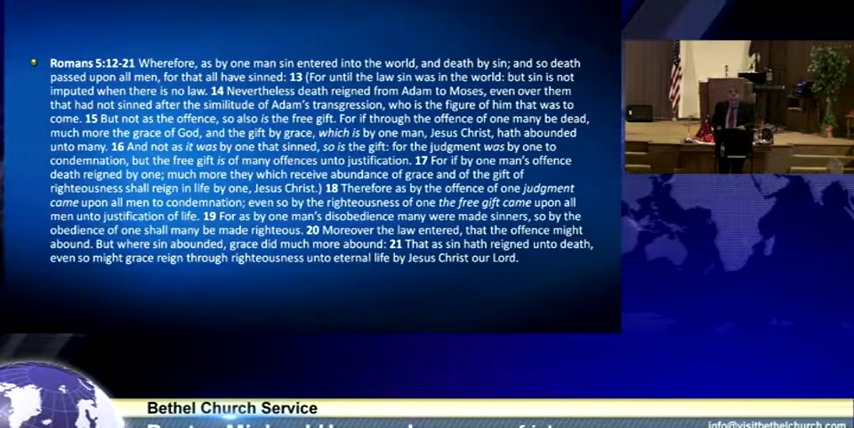 Romans 5:12-21 Wherefore, as by one man sin entered into the world, and death by sin; and so death
passed upon all men, for that all have sinned: 13 (For until the law sin was in the world: but sin is not
imputed when there is no law. 14 Nevertheless death reigned from Adam to Moses, even over them
that had not sinned after the similitude of Adam's transgression, who is the figure of him that was to
come. 15 But not as the offence, so also is the free gift. For if through the offence of one many be dead,
much more the grace of God, and the gift by grace, which is by one man, Jesus Christ, hath abounded
unto many. 16 And not as it was by one that sinned, so is the gift: for the judgment was by one to
condemnation, but the free gift is of many offences unto justification. 17 For if by one man's offence
death reigned by one; much more they which receive abundance of grace and of the gift of
righteousness shall reign in life by one, Jesus Christ.) 18 Therefore as by the offence of one judgment
came upon all men to condemnation; even so by the righteousness of one the free gift came upon all
men unto justification of life. 19 For as by one man's disobedience many were made sinners, so by the
obedience of one shall many be made righteous. 20 Moreover the law entered, that the offence might
abound. But where sin abounded, grace did much more abound: 21 That as sin hath reigned unto death,
even so might grace reign through righteousness unto eternal life by Jesus Christ our Lord.
Bethel Church Service
info@visitbethelchurch.com